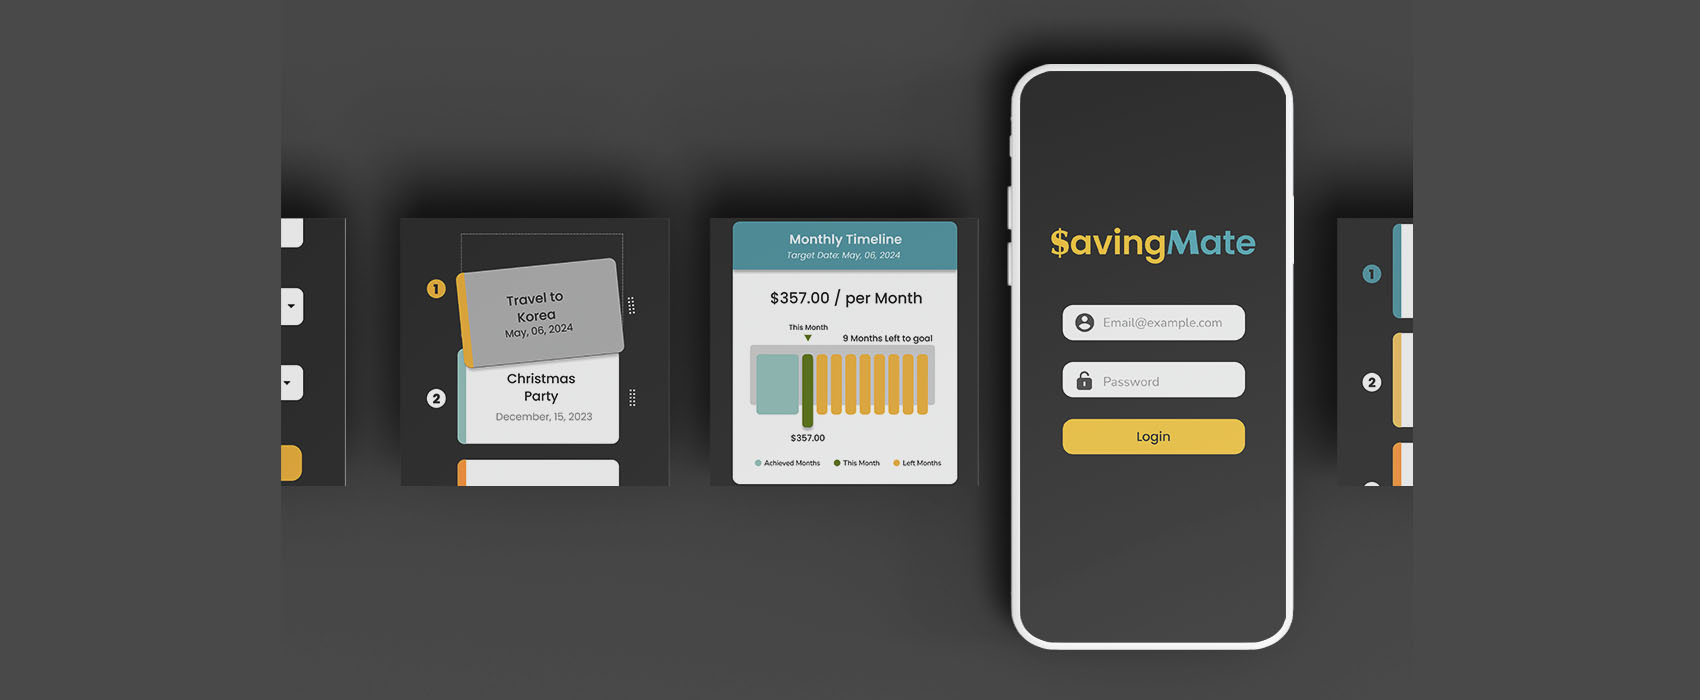 1
Travel to
Korea
May, 06, 2024
2
Christmas
Party
December, 15, 2023
Monthly Timeline
Target Date: May, 06, 2024
$357.00 / per Month
This Month
9 Months Left to goal
$357.00
Achieved Months
This Month
Left Months
$avingMate
Email@example.com
Password
Login
1
2